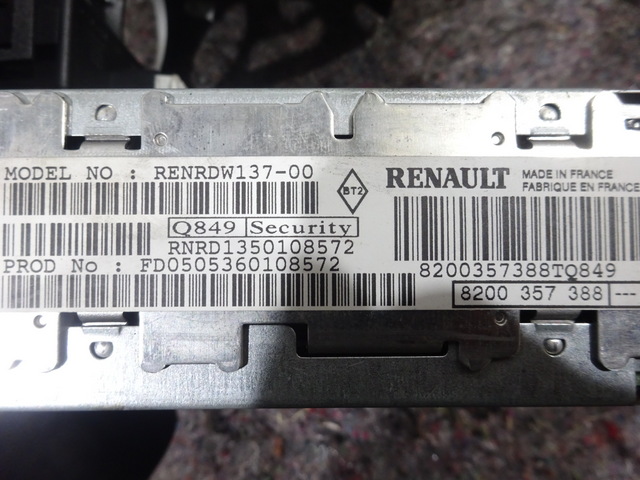 MODEL NO : RENRDW137-00
BT2
RENAULT
MADE IN FRANCE
FABRIQUE EN FRANCE
Q849 Security
RNRD1350108572
PROD No : FD0505360108572
8200357388TQ849
8200 357 388 ---